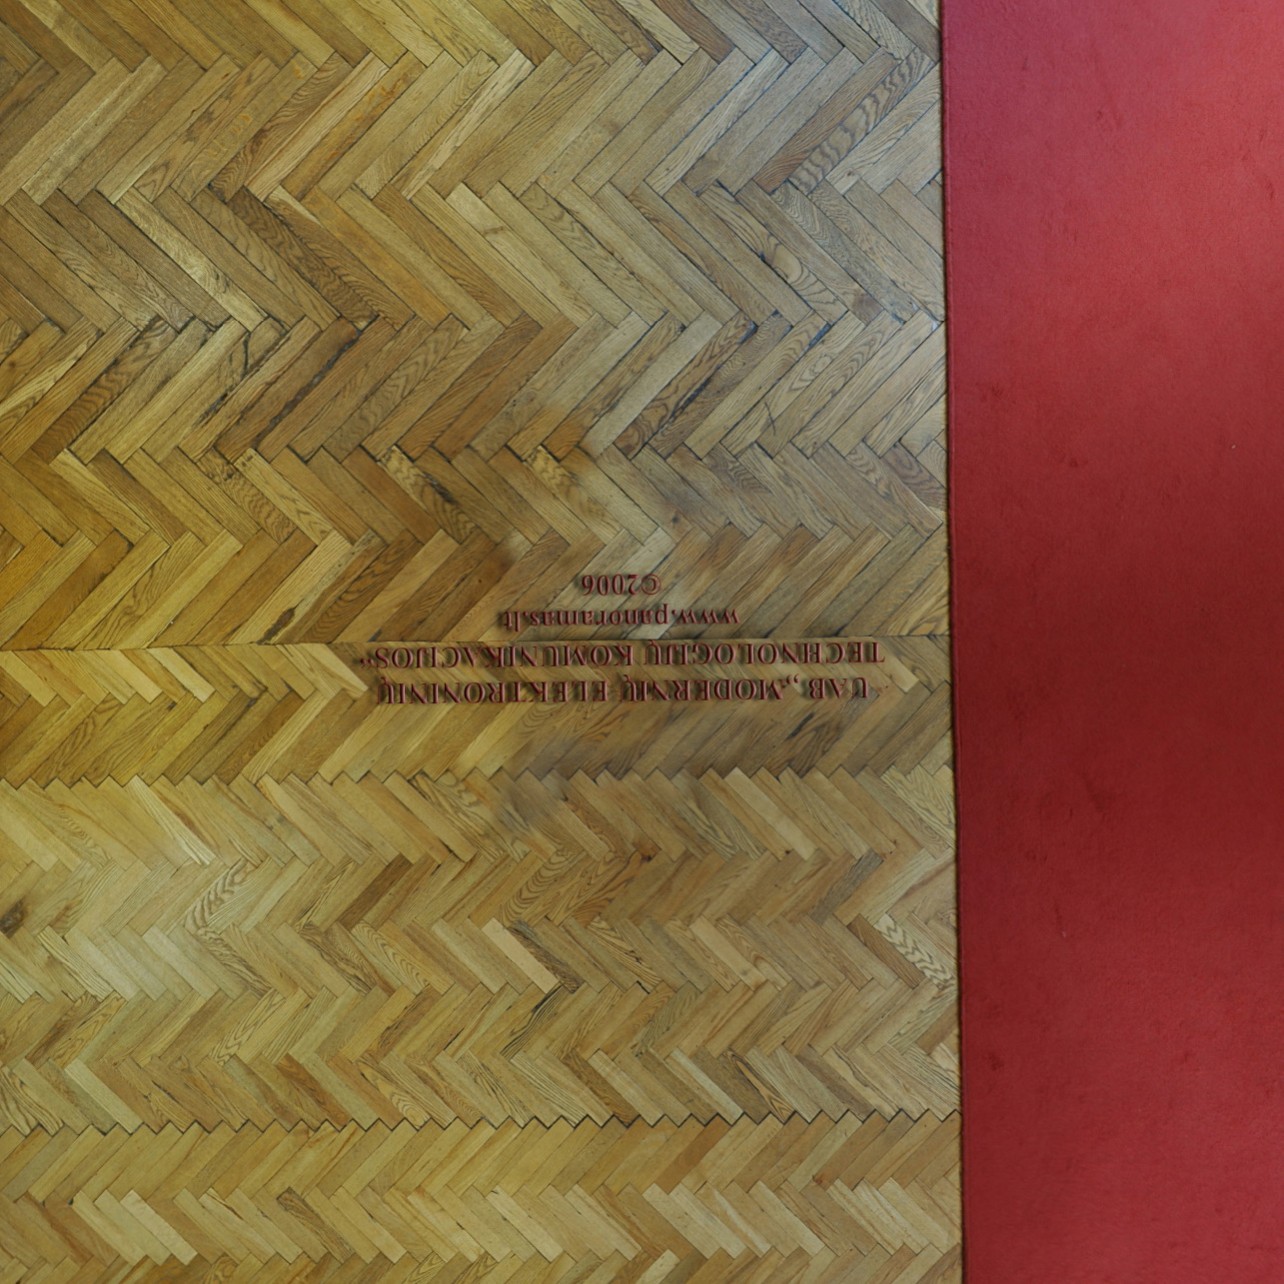 UAB „MODERNIŲ ELEKTRONINIŲ
TECHNOLOGIJŲ KOMUNIKACIJOS“
www.panoramas.lt
©2006